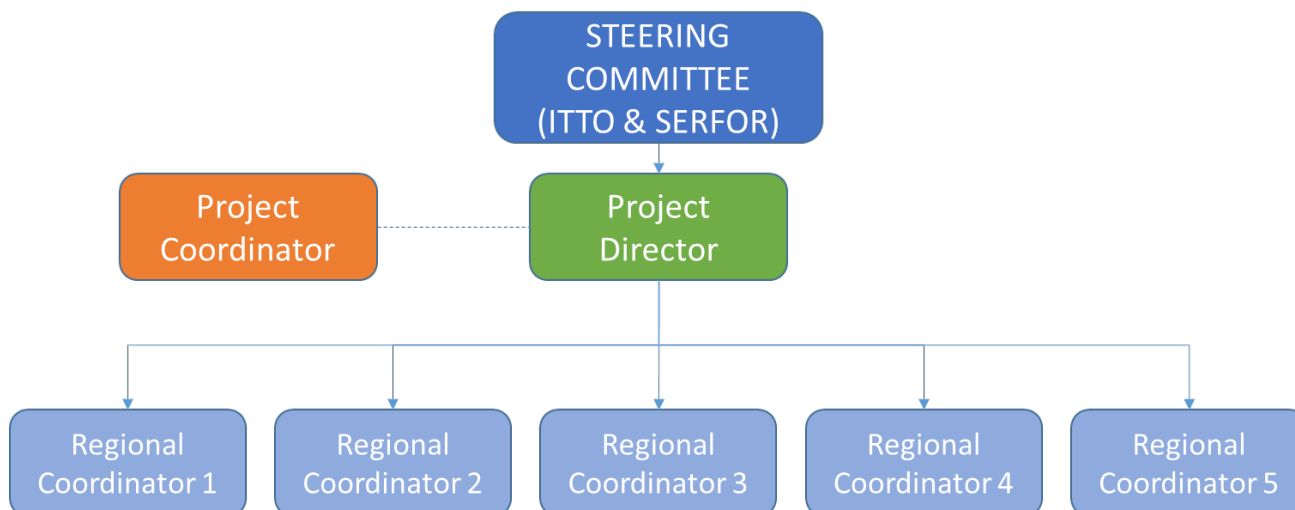 STEERING
COMMITTEE
(ITTO & SERFOR)
Project
Coordinator
Project
Director
Regional
Coordinator 1
Regional
Coordinator 2
Regional
Coordinator 3
Regional
Coordinator 4
Regional
Coordinator 5